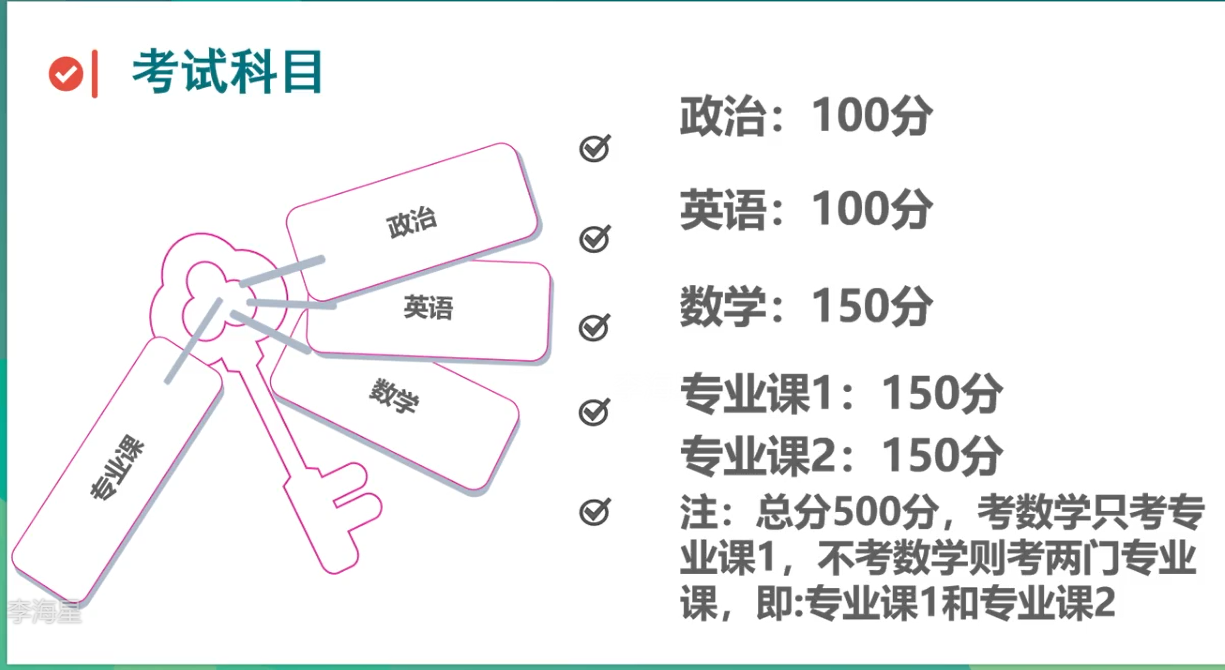 考试科目
政治
英语
数学
专业课
政治：100分
英语：100分
数学：150分
专业课1：150分
专业课2：150分
注：总分500分，考数学只考专
业课1，不考数学则考两门专业
课，即:专业课1和专业课2
李海星